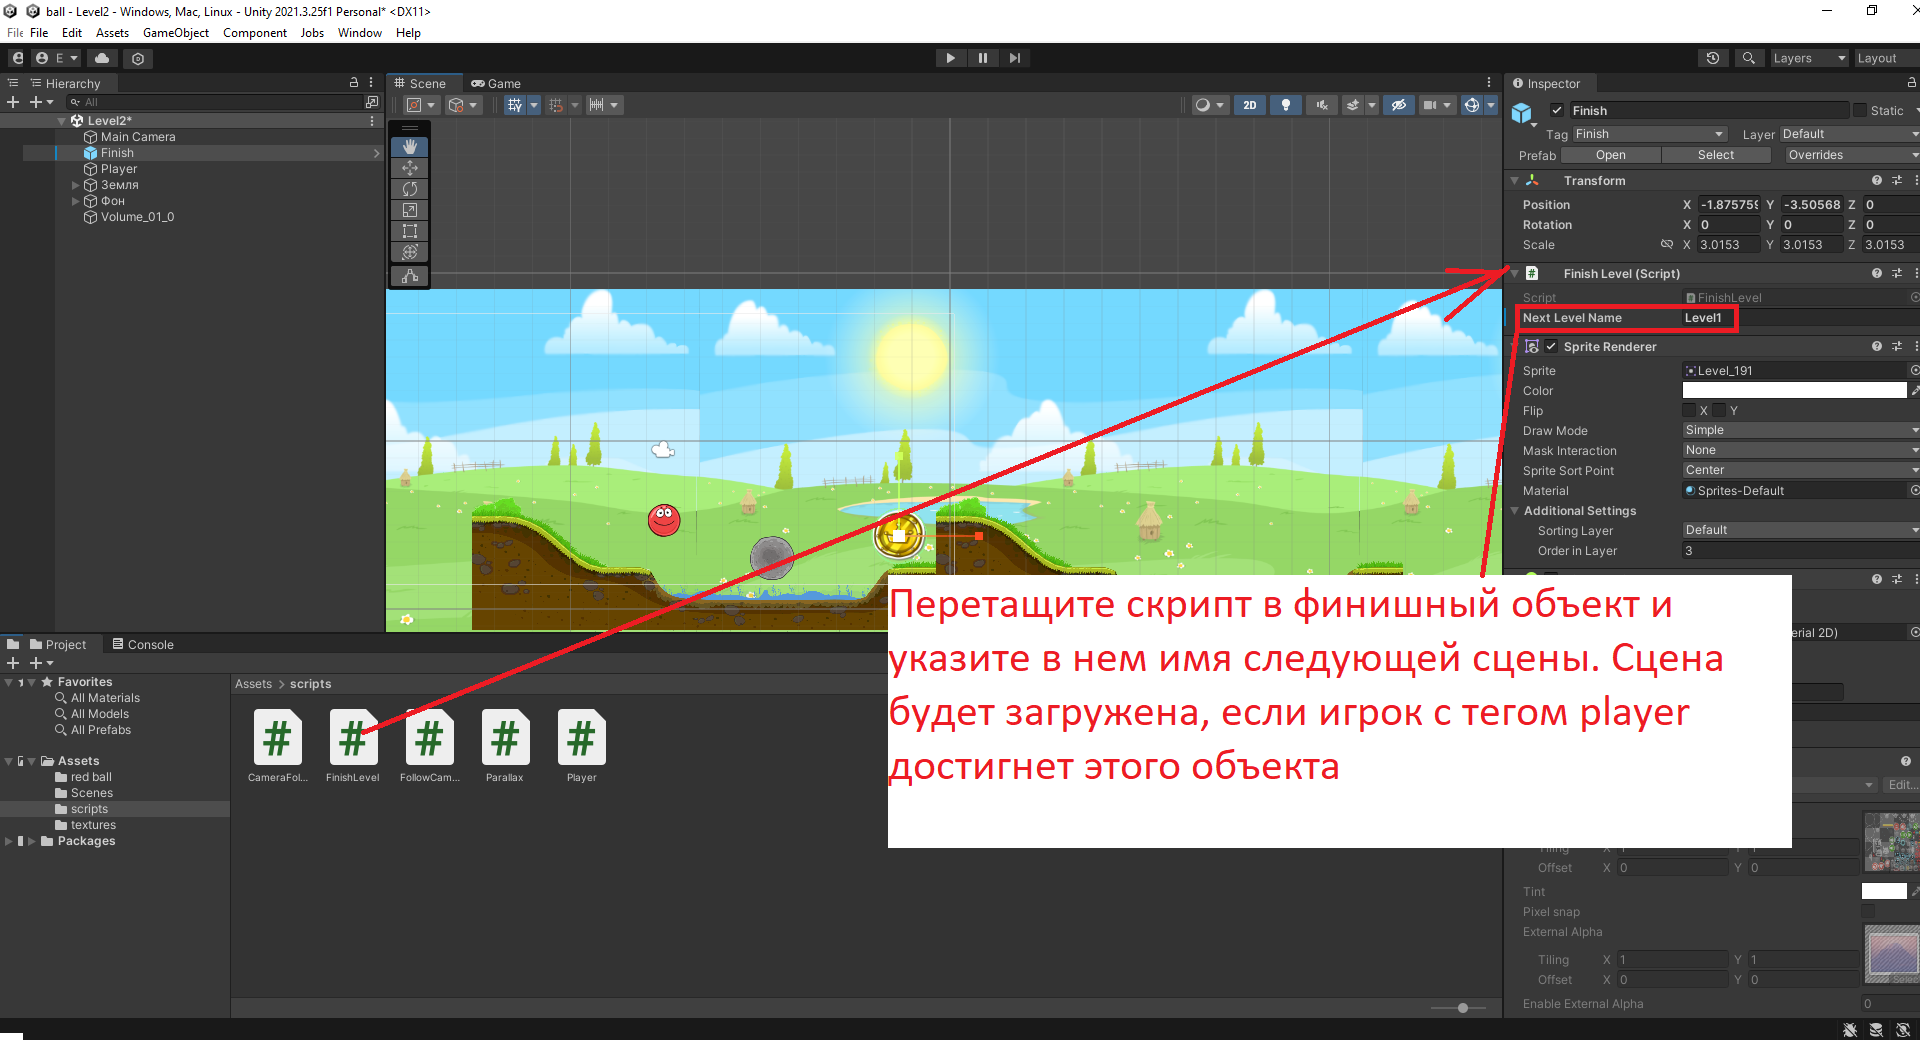 ball - Level2 - Windows, Mac, Linux - Unity 2021.3.25f1 Personal* <DX11>
File Edit Assets GameObject Component Jobs Window Help
E
Layers
Layout
Hierarchy
All
Level2*
Main Camera
Finish
Player
Земля
Фон
Volume_01_0
Scene
Game
2D
Inspector
Finish
Static
Tag Finish Layer Default
Prefab Open Select Overrides
Transform
Position X -1.875759 Y -3.50568 Z 0
Rotation X 0 Y 0 Z 0
Scale X 3.0153 Y 3.0153 Z 3.0153
Finish Level (Script)
Script FinishLevel
Next Level Name Level1
Sprite Renderer
Sprite Level_191
Color
Flip X Y
Draw Mode Simple
Mask Interaction None
Sprite Sort Point Center
Material Sprites-Default
Additional Settings
Sorting Layer Default
Order in Layer 3
Перетащите скрипт в финишный объект и
указите в нем имя следующей сцены. Сцена
будет загружена, если игрок с тегом player
достигнет этого объекта
erial 2D)
Edit...
Tiling X 1 Y 1
Offset X 0 Y 0
Tint
Pixel snap
External Alpha
Tiling X 1 Y 1
Offset X 0 Y 0
Enable External Alpha 0
Project
Console
Favorites
All Materials
All Models
All Prefabs
Assets
red ball
Scenes
scripts
textures
Packages
Assets > scripts
CameraFol... FinishLevel FollowCam... Parallax Player